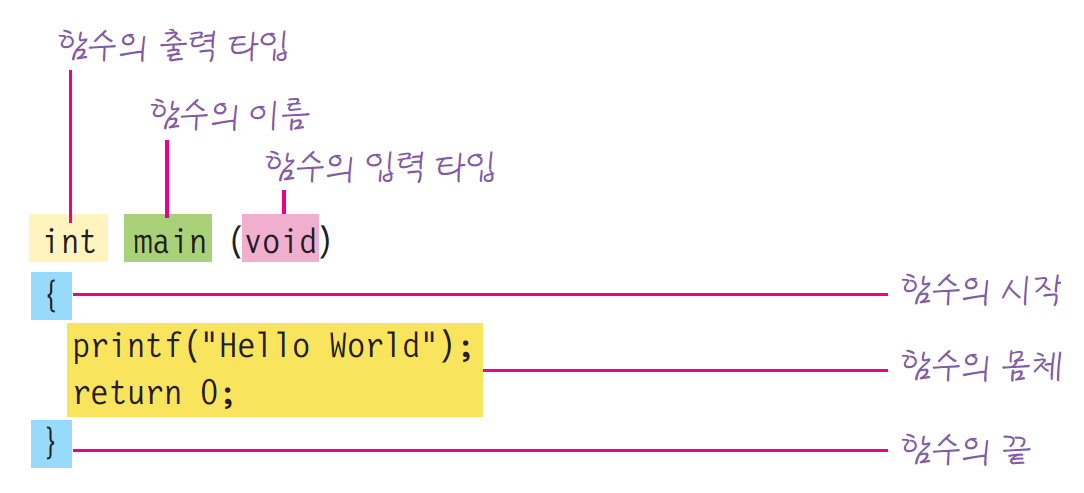 함수의 출력 타입
함수의 이름
함수의 입력 타입
int main (void)
{
함수의 시작
printf("Hello World");
return 0;
함수의 몸체
}
함수의 끝